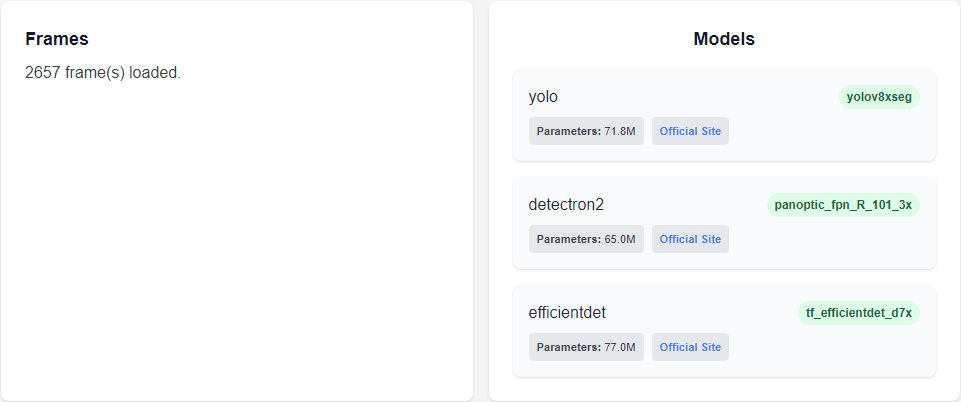 Frames
2657 frame(s) loaded.
Models
yolo
yolov8xseg
Parameters: 71.8M
Official Site
detectron2
panoptic_fpn_R_101_3x
Parameters: 65.0M
Official Site
efficientdet
tf_efficientdet_d7x
Parameters: 77.0M
Official Site